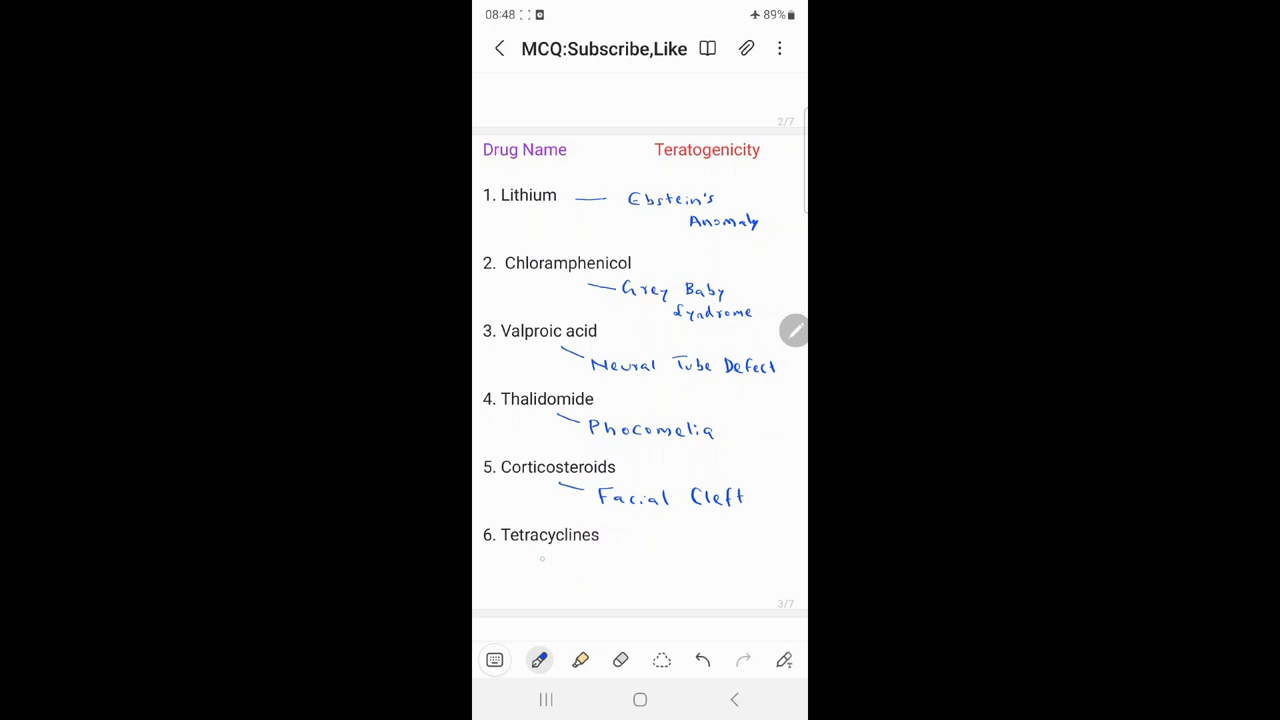 08:48 89%
MCQ:Subscribe,Like
2/7
Drug Name Teratogenicity
1. Lithium — Ebstein's
Anomaly
2. Chloramphenicol
— Grey Baby
Syndrome
3. Valproic acid
Neural Tube Defect
4. Thalidomide
Phocomelia
5. Corticosteroids
Facial Cleft
6. Tetracyclines
3/7